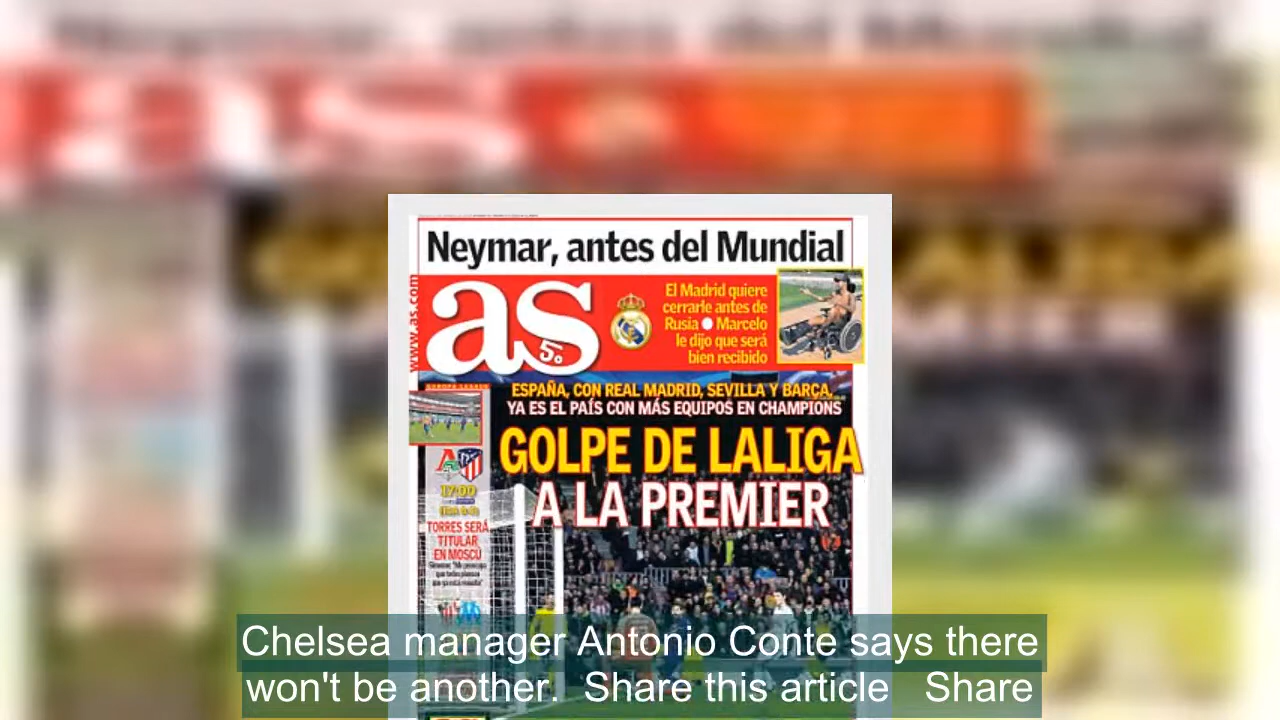 Neymar, antes del Mundial
www.as.com
as
El Madrid quiere
cerrarle antes de
Rusia ● Marcelo
le dijo que será
bien recibido
EUROPA LEAGUE
ESPAÑA, CON REAL MADRID, SEVILLA Y BARÇA,
YA ES EL PAÍS CON MÁS EQUIPOS EN CHAMPIONS
GOLPE DE LALIGA
A LA PREMIER
17:00
TORRES SERÁ
TITULAR
EN MOSCÚ
Chelsea manager Antonio Conte says there
won't be another. Share this article Share